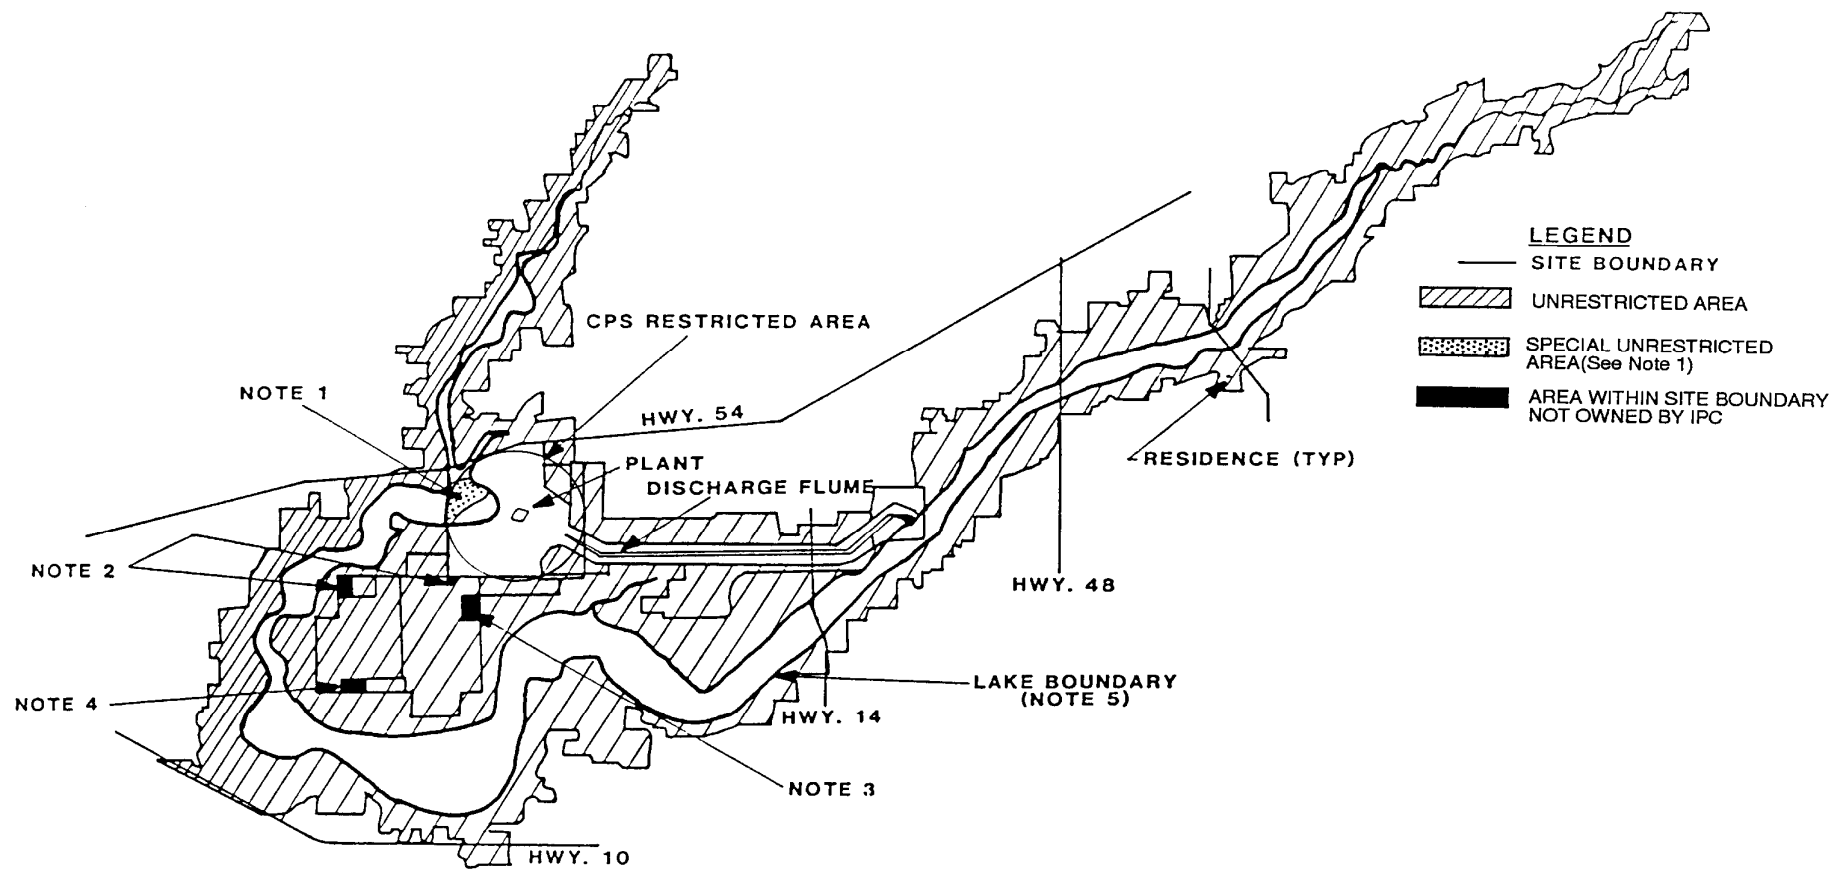 LEGEND
SITE BOUNDARY
UNRESTRICTED AREA
SPECIAL UNRESTRICTED
AREA(See Note 1)
AREA WITHIN SITE BOUNDARY
NOT OWNED BY IPC
CPS RESTRICTED AREA
NOTE 1
HWY. 54
PLANT
DISCHARGE FLUME
RESIDENCE (TYP)
NOTE 2
HWY. 48
NOTE 4
LAKE BOUNDARY
(NOTE 5)
HWY. 14
NOTE 3
HWY. 10